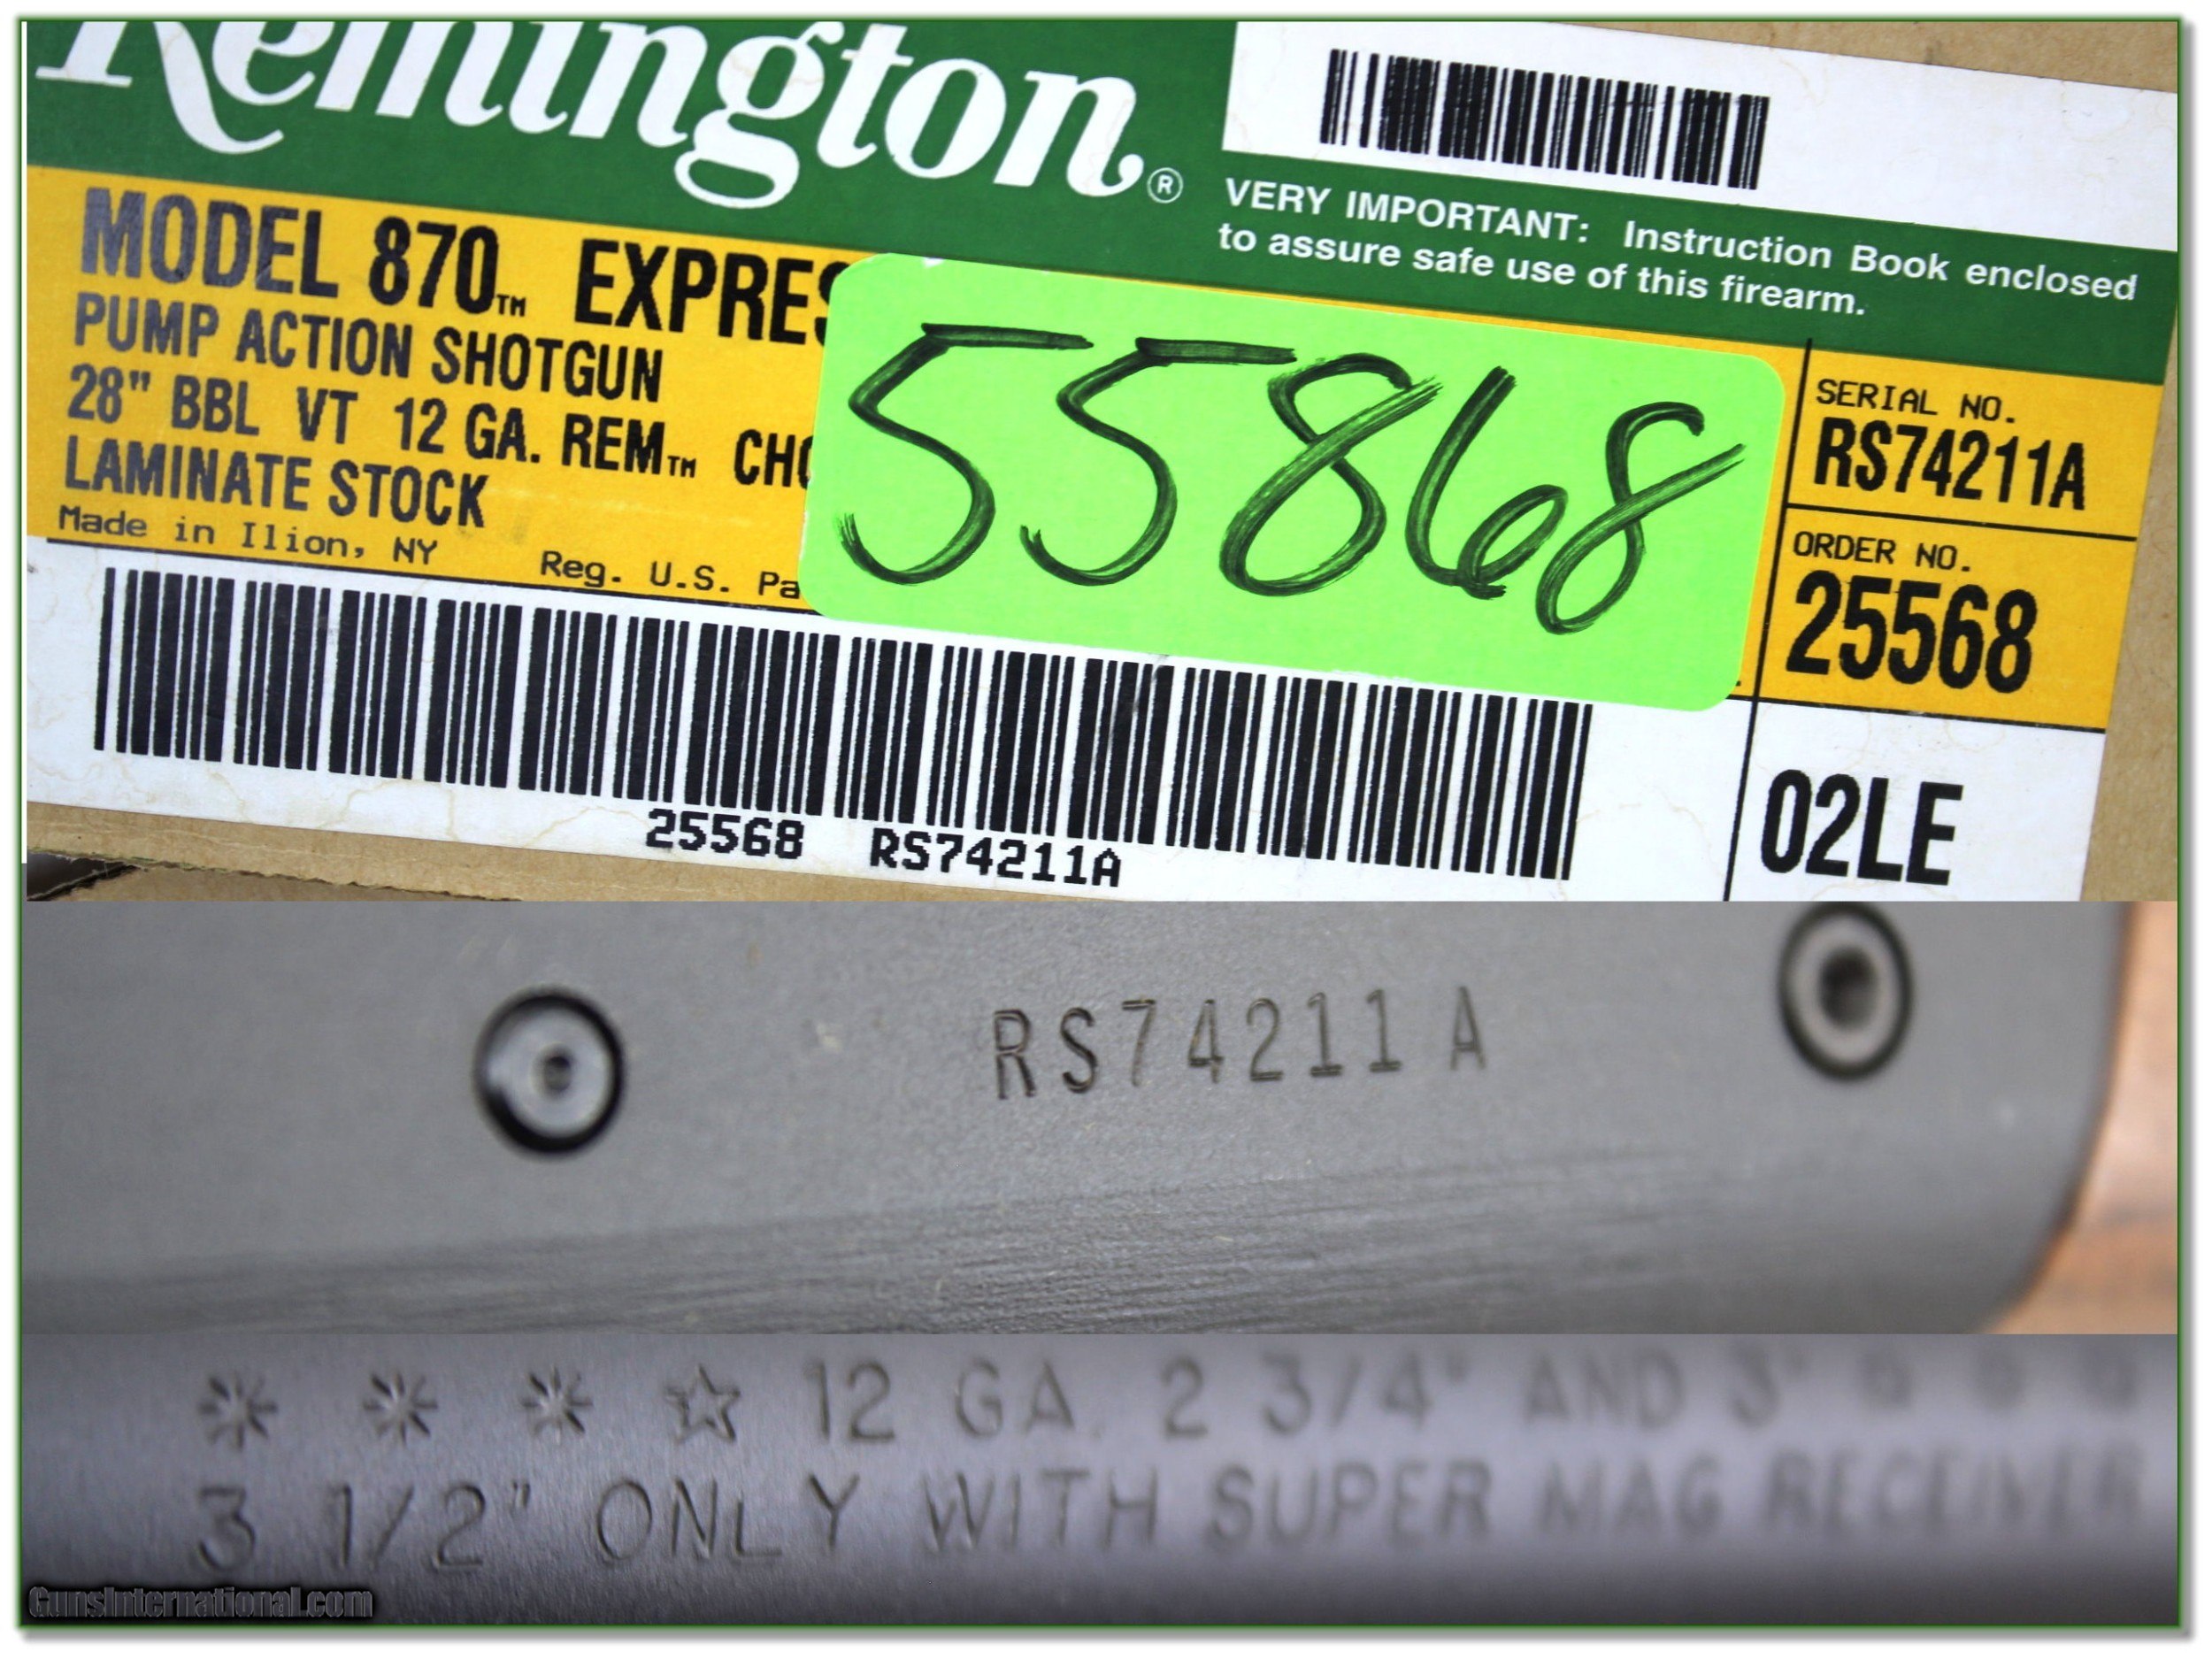 Remington®
VERY IMPORTANT: Instruction Book enclosed
to assure safe use of this firearm.
MODEL 870™ EXPRES
PUMP ACTION SHOTGUN
28" BBL VT 12 GA. REM™ CHO
LAMINATE STOCK
Made in Ilion, NY Reg. U.S. Pa
55868
SERIAL NO.
RS74211A
ORDER NO.
25568
02LE
25568 RS74211A
RS74211A
12 GA. 2 3/4" AND 3"
3 1/2" ONLY WITH SUPER MAG RECEIVER
GunsInternational.com